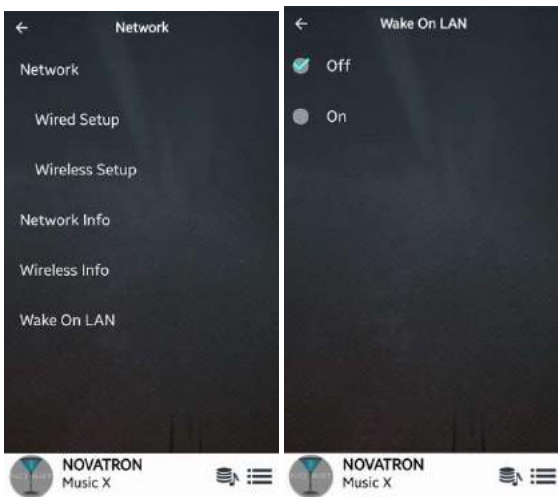 Network
Network
Wired Setup
Wireless Setup
Network Info
Wireless Info
Wake On LAN
NOVATRON
Music X
Wake On LAN
Off
On
NOVATRON
Music X